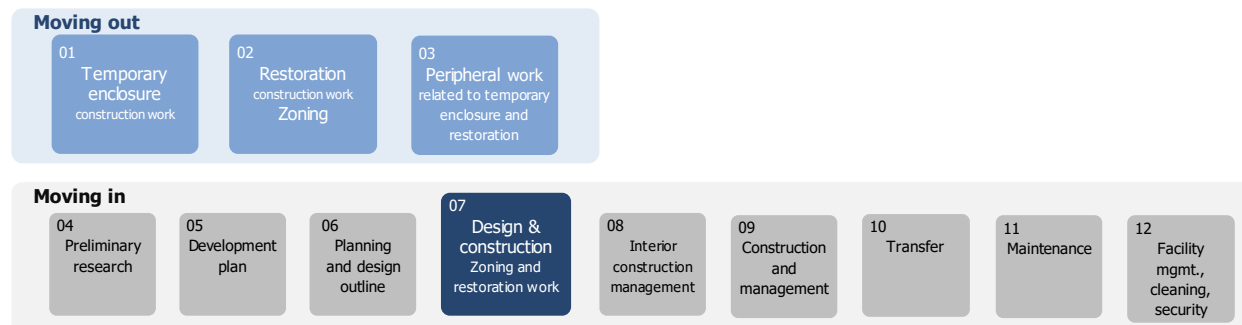 Moving out
01
Temporary
enclosure
construction work
02
Restoration
construction work
Zoning
03
Peripheral work
related to temporary
enclosure and
restoration
Moving in
04
Preliminary
research
05
Development
plan
06
Planning
and design
outline
07
Design &
construction
Zoning and
restoration work
08
Interior
construction
management
09
Construction
and
management
10
Transfer
11
Maintenance
12
Facility
mgmt.,
cleaning,
security